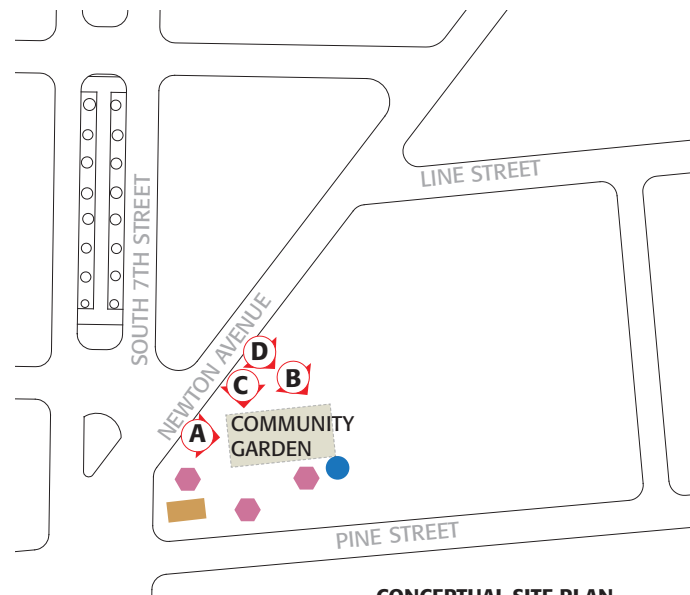 LINE STREET
SOUTH 7TH STREET
NEWTON AVENUE
D
B
C
A
COMMUNITY
GARDEN
PINE STREET
CONCEPTUAL SITE PLAN